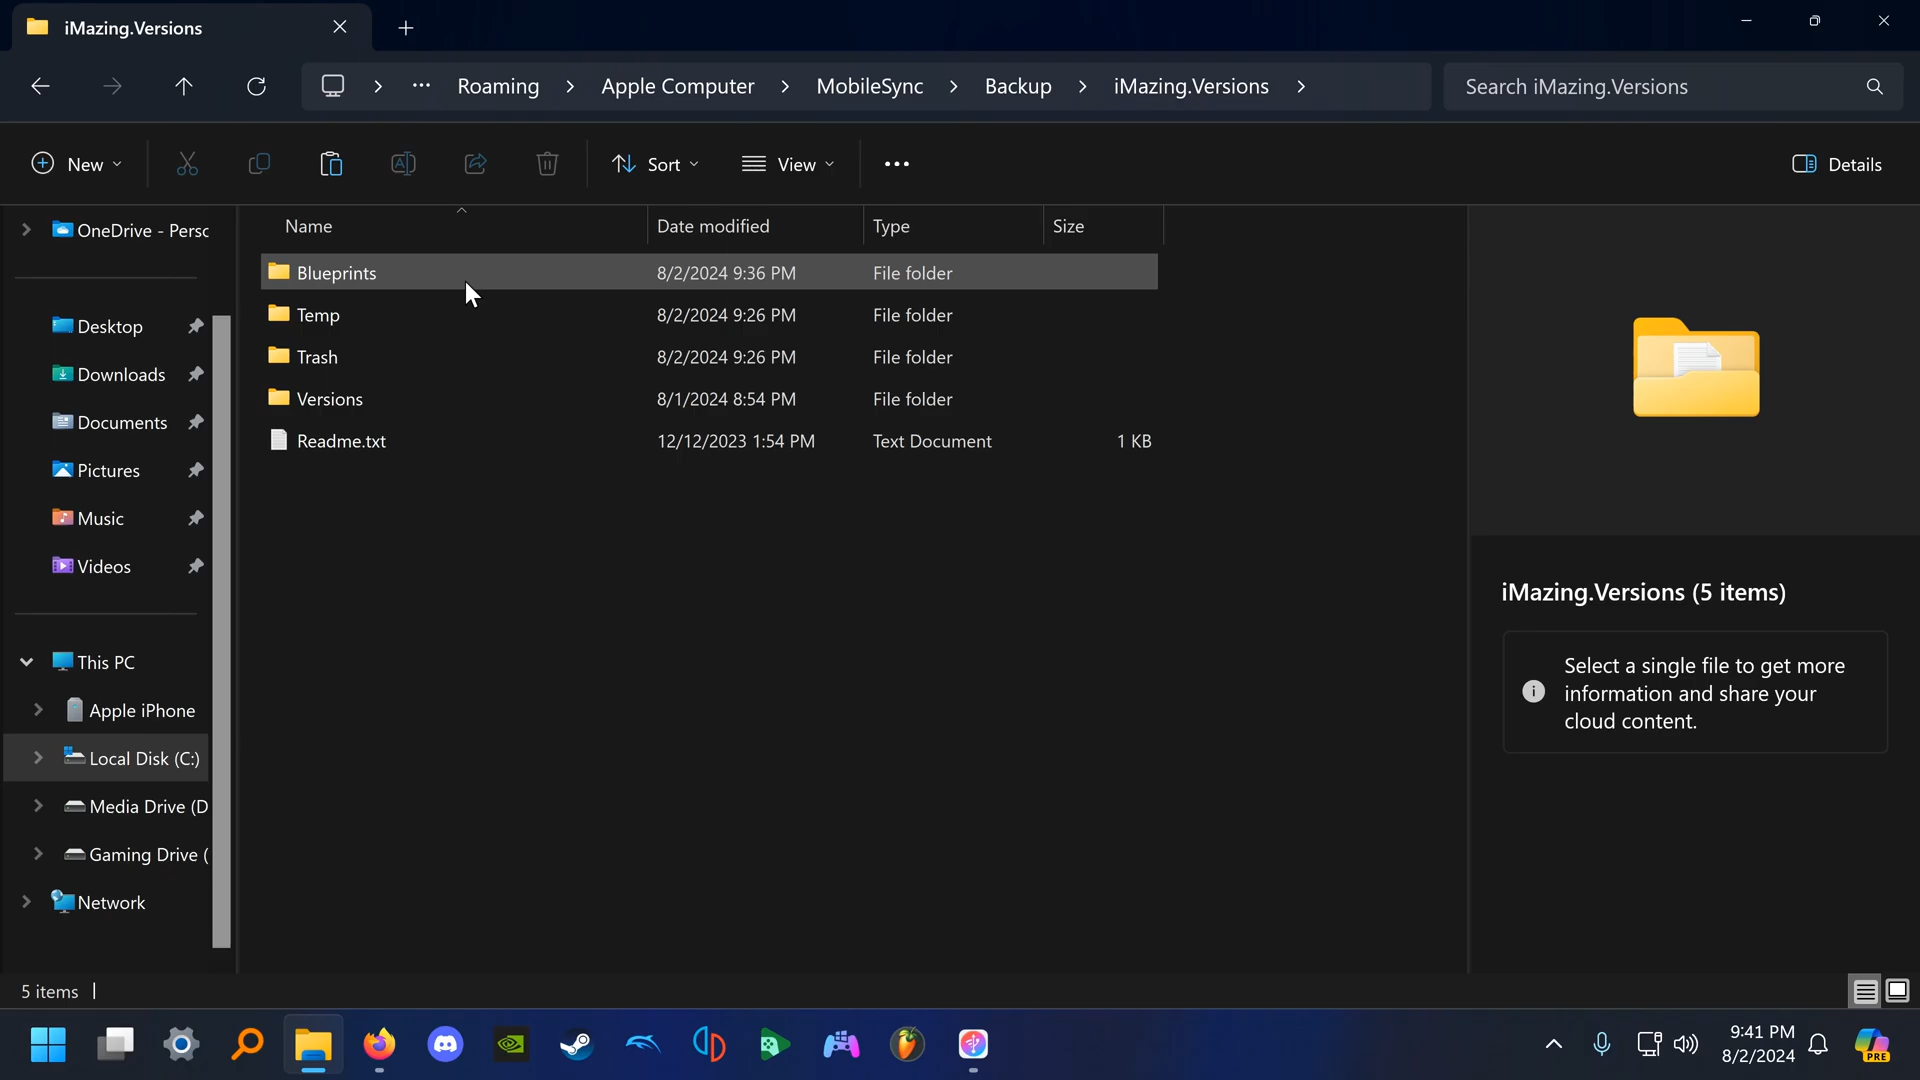 iMazing.Versions
Roaming
Apple Computer
MobileSync
Backup
iMazing.Versions
Search iMazing.Versions
New
Sort
View
Details
OneDrive - Perso
Desktop
Downloads
Documents
Pictures
Music
Videos
This PC
Apple iPhone
Local Disk (C:)
Media Drive (D
Gaming Drive (
Network
Name Date modified Type Size
Blueprints 8/2/2024 9:36 PM File folder
Temp 8/2/2024 9:26 PM File folder
Trash 8/2/2024 9:26 PM File folder
Versions 8/1/2024 8:54 PM File folder
Readme.txt 12/12/2023 1:54 PM Text Document 1 KB
iMazing.Versions (5 items)
Select a single file to get more
information and share your
cloud content.
5 items
9:41 PM
8/2/2024
PRE